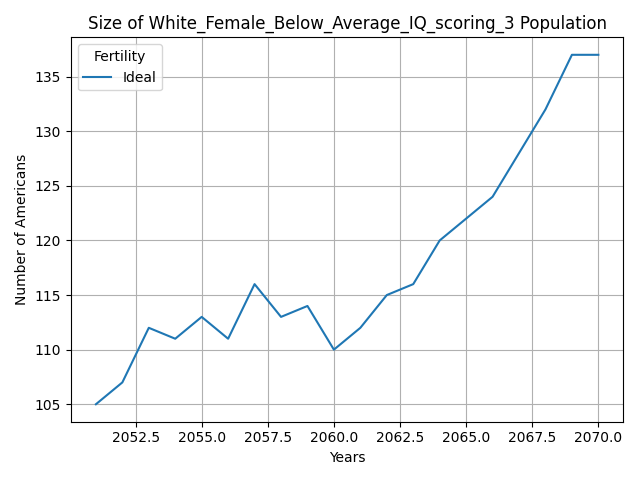 Size of White_Female_Below_Average_IQ_scoring_3 Population
Fertility
Ideal
Number of Americans
135
130
125
120
115
110
105
2052.5 2055.0 2057.5 2060.0 2062.5 2065.0 2067.5 2070.0
Years